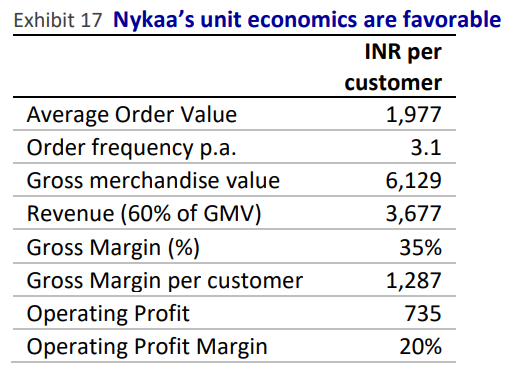 Exhibit 17 Nykaa's unit economics are favorable
INR per
customer
Average Order Value 1,977
Order frequency p.a. 3.1
Gross merchandise value 6,129
Revenue (60% of GMV) 3,677
Gross Margin (%) 35%
Gross Margin per customer 1,287
Operating Profit 735
Operating Profit Margin 20%